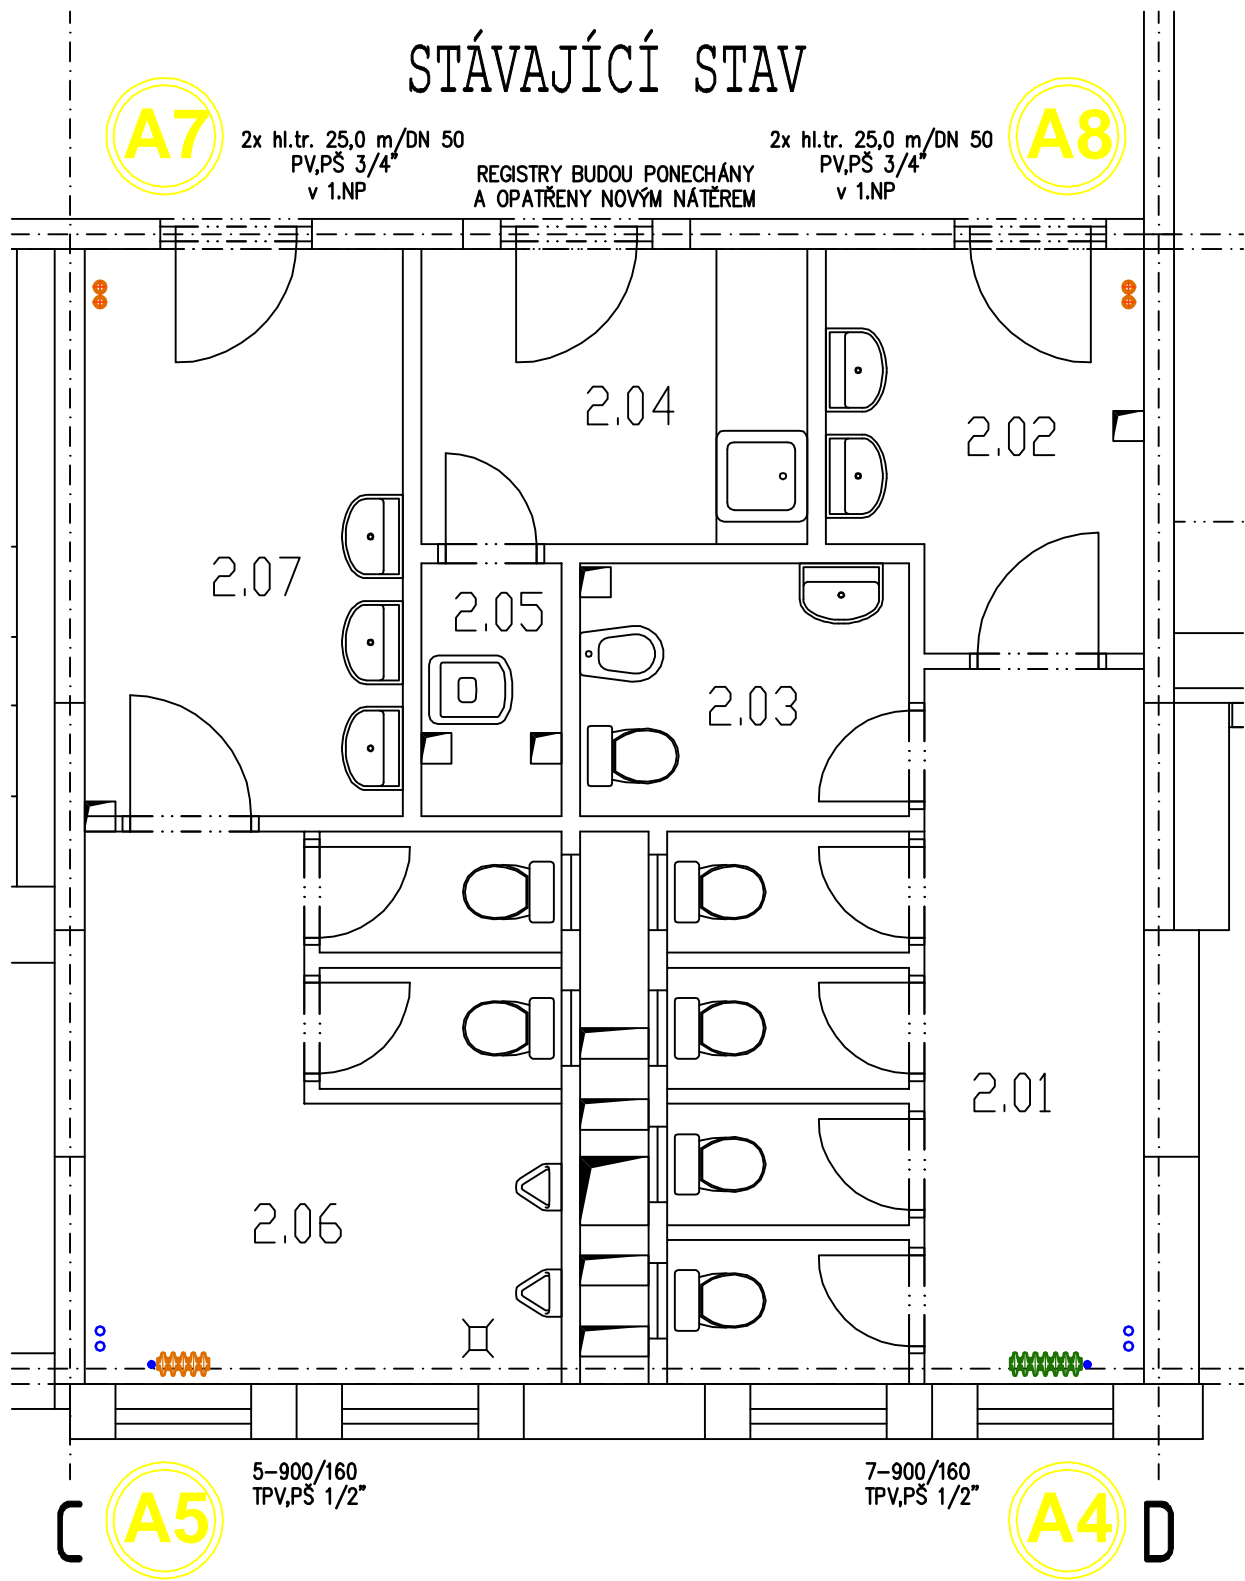 STÁVAJÍCÍ STAV
A7
2x hl.tr. 25,0 m/DN 50
PV,PŠ 3/4"
v 1.NP
REGISTRY BUDOU PONECHÁNY
A OPATŘENY NOVÝM NÁTĚREM
2x hl.tr. 25,0 m/DN 50
PV,PŠ 3/4"
v 1.NP
A8
2.04
2.02
2.07
2.05
2.03
2.01
2.06
5-900/160
TPV,PŠ 1/2"
7-900/160
TPV,PŠ 1/2"
C
A5
A4
D